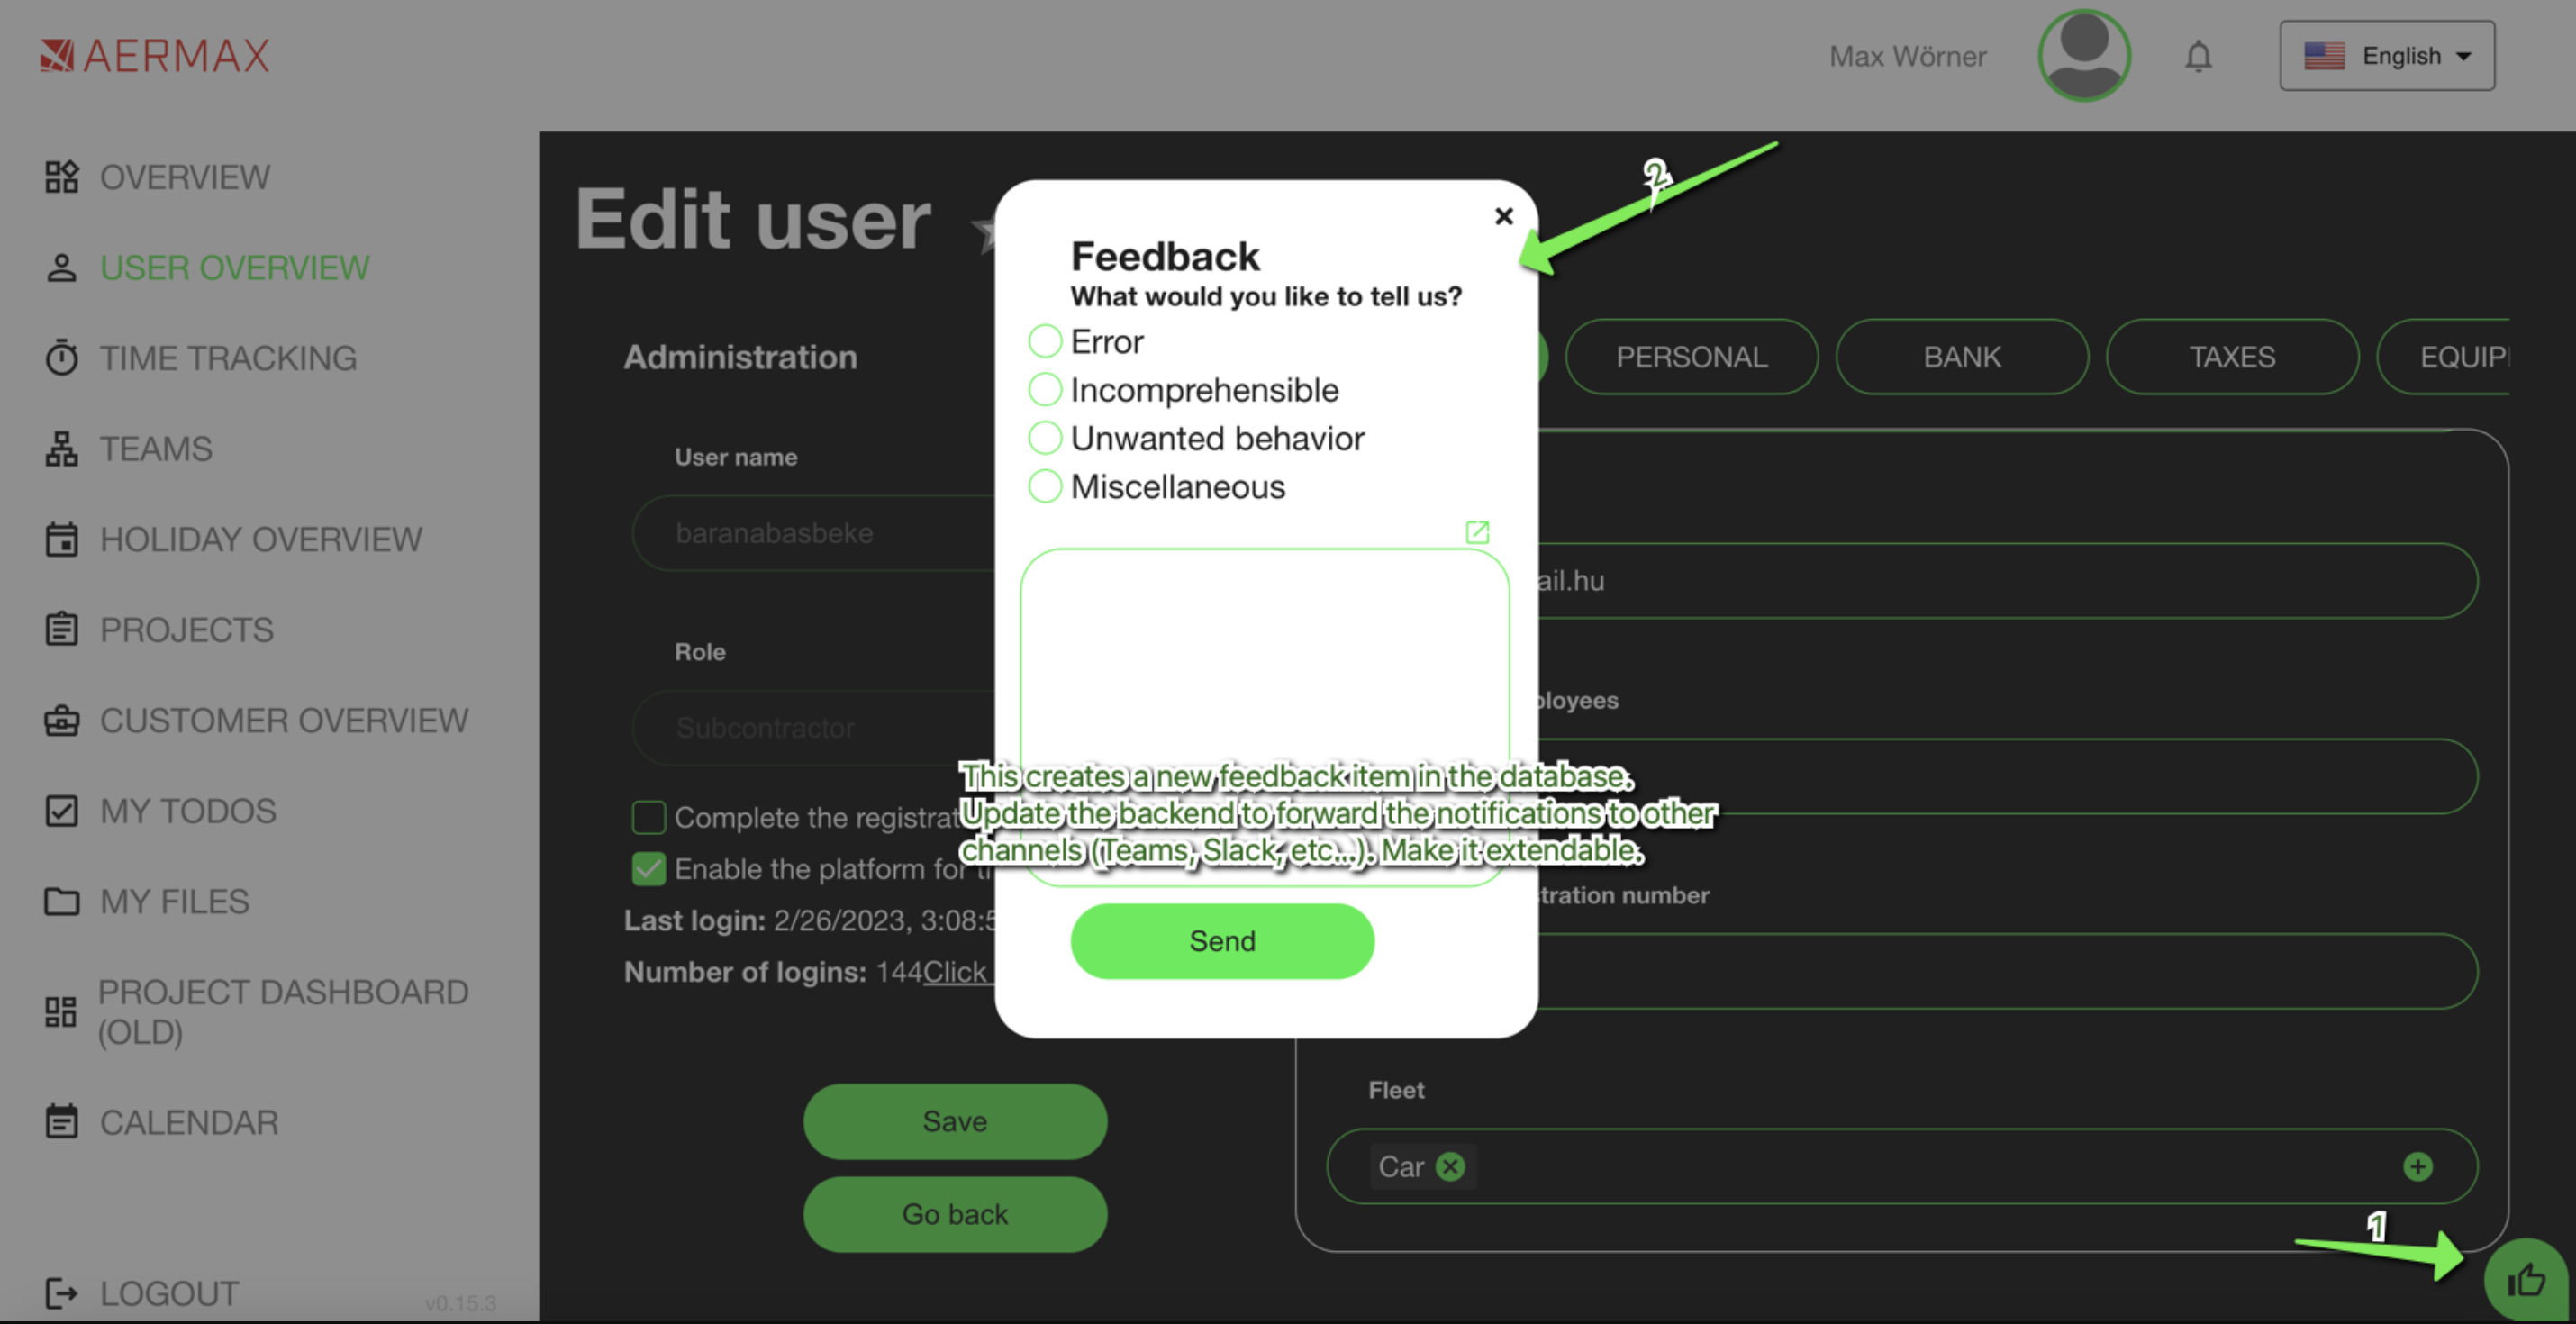 AERMAX
Max Wörner
English
OVERVIEW
USER OVERVIEW
TIME TRACKING
TEAMS
HOLIDAY OVERVIEW
PROJECTS
CUSTOMER OVERVIEW
MY TODOS
MY FILES
PROJECT DASHBOARD
(OLD)
CALENDAR
LOGOUT
v0.15.3
Edit user
Administration
User name
baranabasbeke
Role
Subcontractor
Complete the registrat
Enable the platform for
Last login: 2/26/2023, 3:08:5
Number of logins: 144Click
Save
Go back
2
Feedback
What would you like to tell us?
Error
Incomprehensible
Unwanted behavior
Miscellaneous
This creates a new feedback item in the database.
Update the backend to forward the notifications to other
channels (Teams, Slack, etc...). Make it extendable.
Send
PERSONAL
BANK
TAXES
EQUIP
ail.hu
ployees
stration number
Fleet
Car
1